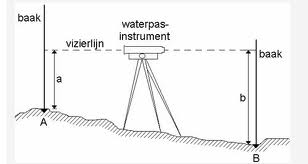 baak
waterpas-
instrument
vizierlijn
baak
a
b
A
B